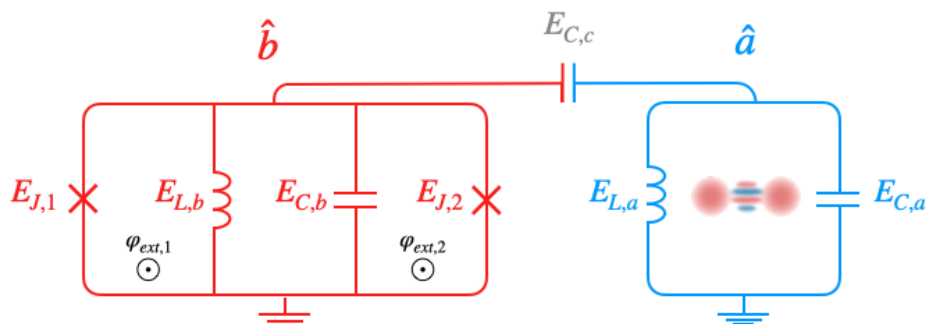 b̂
E_{C,c}
â
E_{J,1}
E_{L,b}
E_{C,b}
E_{J,2}
E_{L,a}
E_{C,a}
φ_{ext,1}
φ_{ext,2}